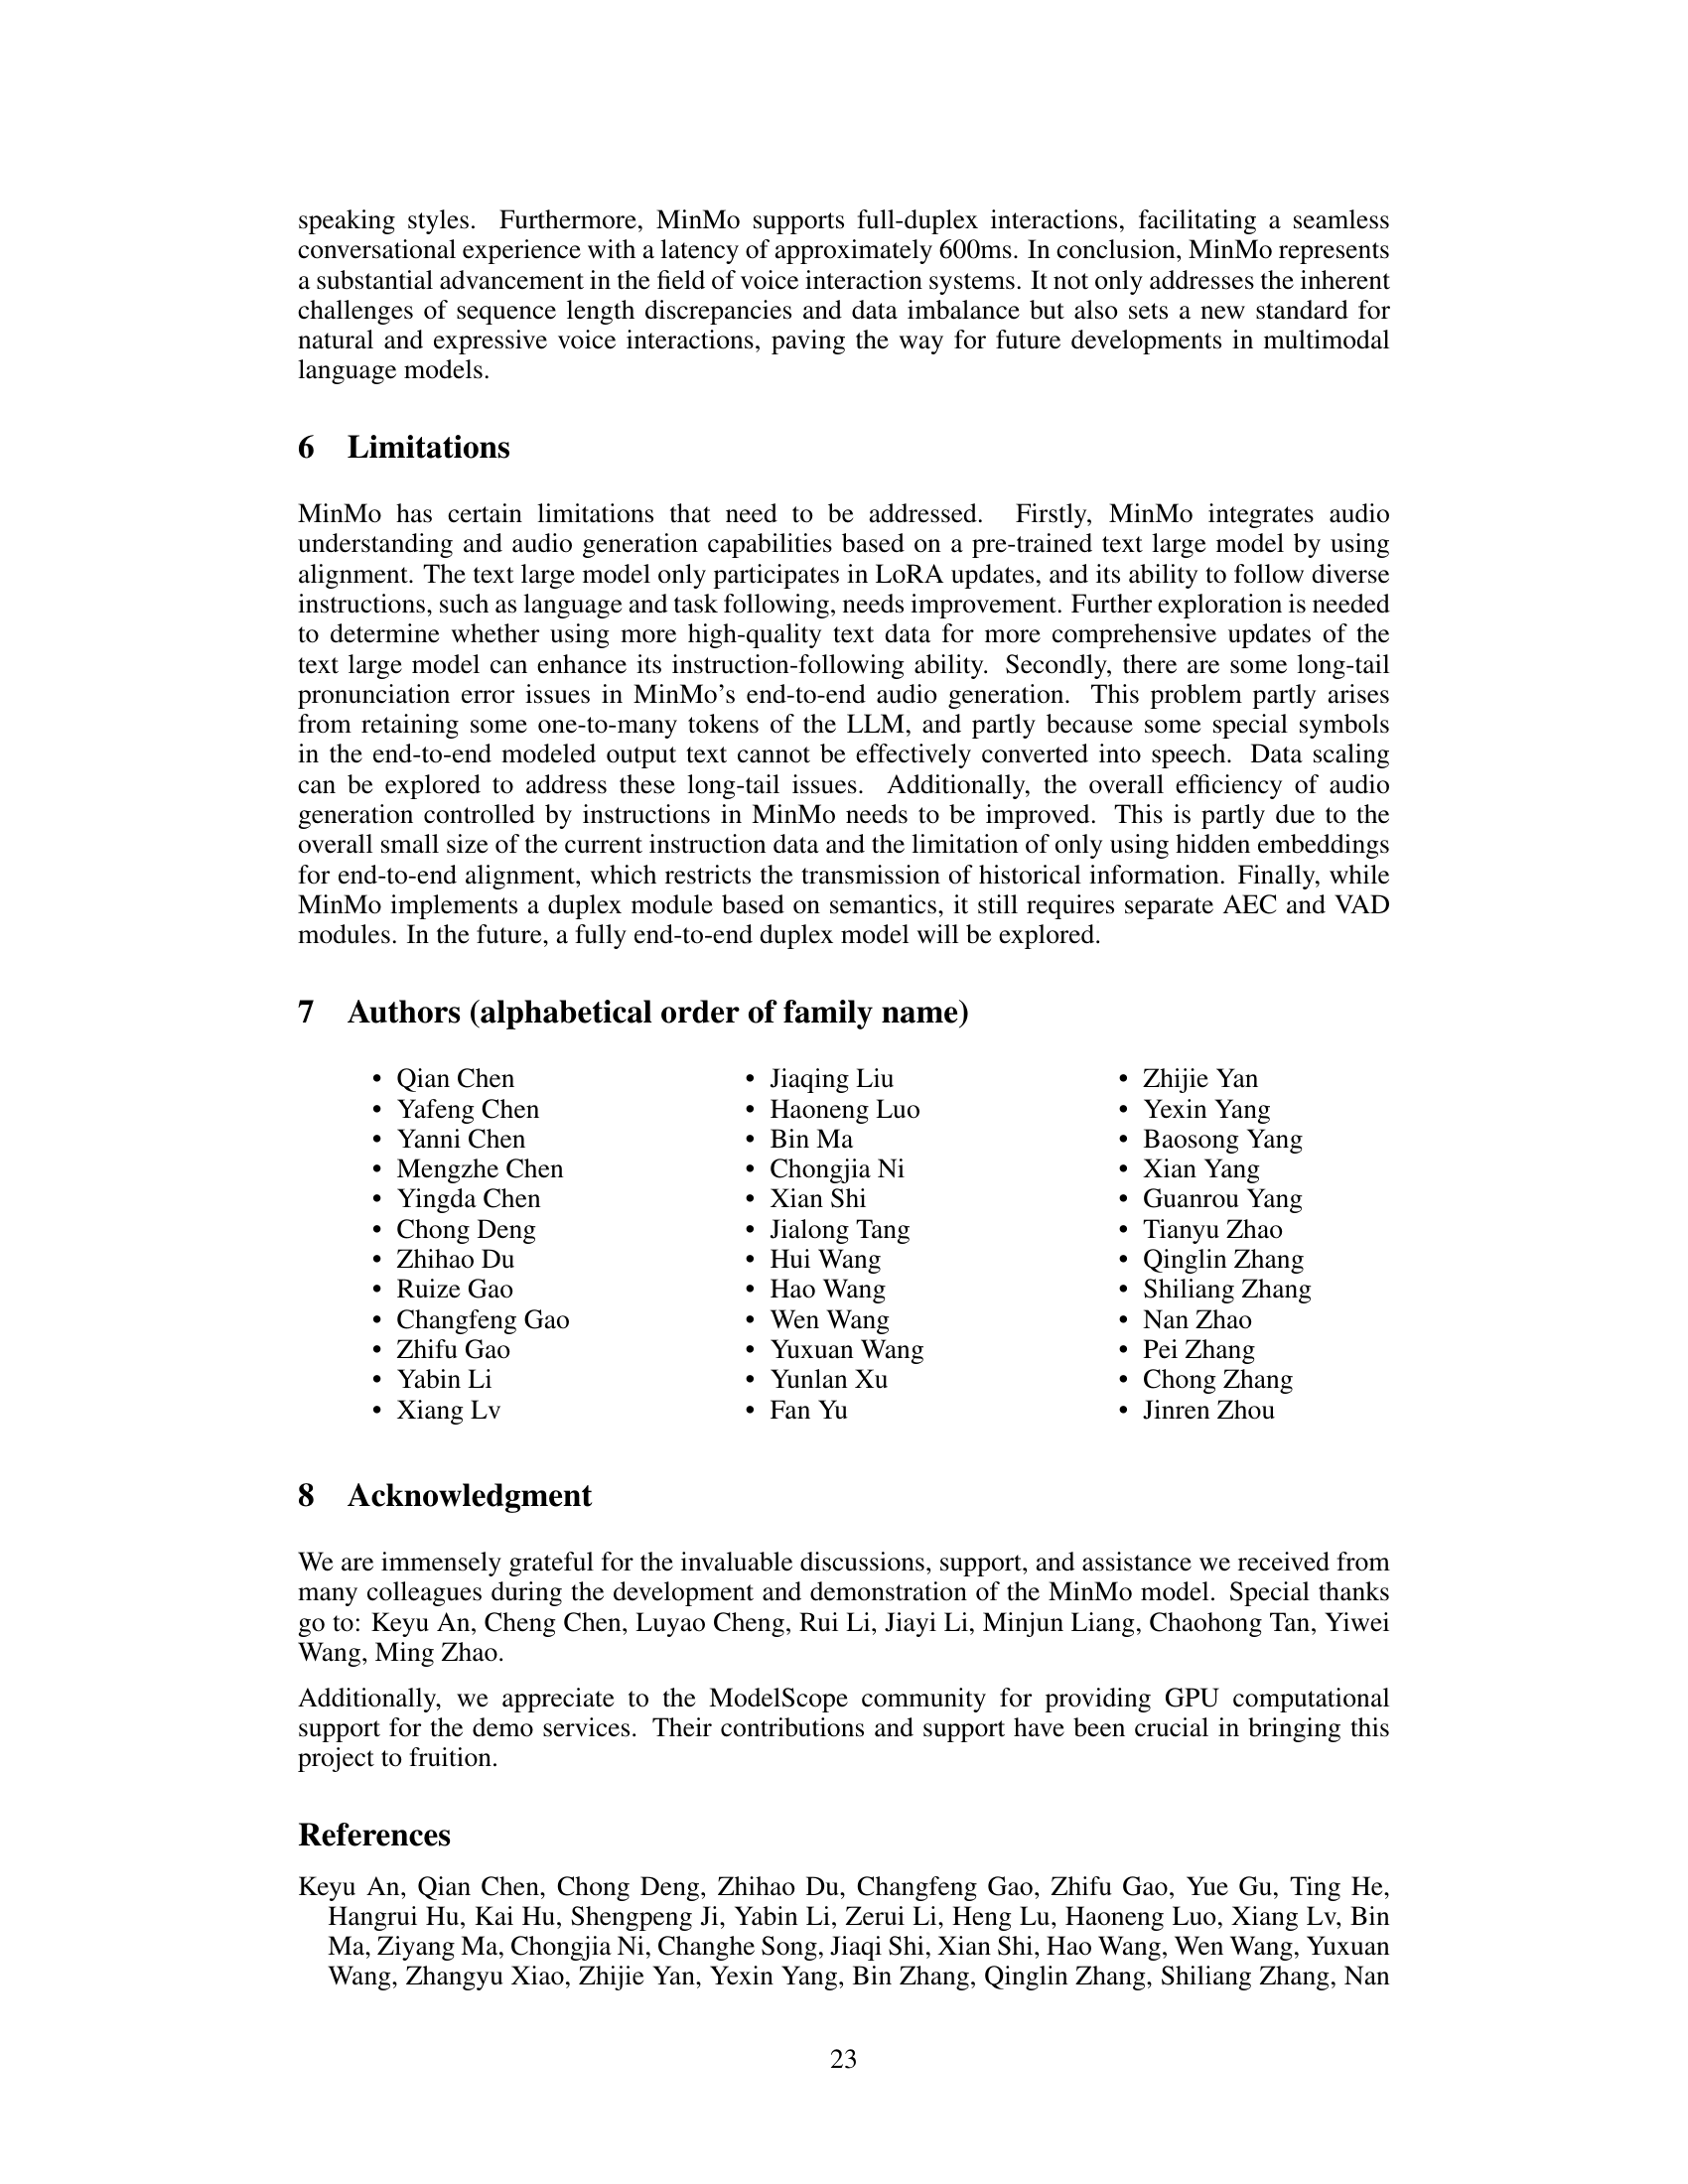 speaking styles. Furthermore, MinMo supports full-duplex interactions, facilitating a seamless
conversational experience with a latency of approximately 600ms. In conclusion, MinMo represents
a substantial advancement in the field of voice interaction systems. It not only addresses the inherent
challenges of sequence length discrepancies and data imbalance but also sets a new standard for
natural and expressive voice interactions, paving the way for future developments in multimodal
language models.
6 Limitations
MinMo has certain limitations that need to be addressed. Firstly, MinMo integrates audio
understanding and audio generation capabilities based on a pre-trained text large model by using
alignment. The text large model only participates in LoRA updates, and its ability to follow diverse
instructions, such as language and task following, needs improvement. Further exploration is needed
to determine whether using more high-quality text data for more comprehensive updates of the
text large model can enhance its instruction-following ability. Secondly, there are some long-tail
pronunciation error issues in MinMo's end-to-end audio generation. This problem partly arises
from retaining some one-to-many tokens of the LLM, and partly because some special symbols
in the end-to-end modeled output text cannot be effectively converted into speech. Data scaling
can be explored to address these long-tail issues. Additionally, the overall efficiency of audio
generation controlled by instructions in MinMo needs to be improved. This is partly due to the
overall small size of the current instruction data and the limitation of only using hidden embeddings
for end-to-end alignment, which restricts the transmission of historical information. Finally, while
MinMo implements a duplex module based on semantics, it still requires separate AEC and VAD
modules. In the future, a fully end-to-end duplex model will be explored.
7 Authors (alphabetical order of family name)
• Qian Chen
• Yafeng Chen
• Yanni Chen
• Mengzhe Chen
• Yingda Chen
• Chong Deng
• Zhihao Du
• Ruize Gao
• Changfeng Gao
• Zhifu Gao
• Yabin Li
• Xiang Lv
• Jiaqing Liu
• Haoneng Luo
• Bin Ma
• Chongjia Ni
• Xian Shi
• Jialong Tang
• Hui Wang
• Hao Wang
• Wen Wang
• Yuxuan Wang
• Yunlan Xu
• Fan Yu
• Zhijie Yan
• Yexin Yang
• Baosong Yang
• Xian Yang
• Guanrou Yang
• Tianyu Zhao
• Qinglin Zhang
• Shiliang Zhang
• Nan Zhao
• Pei Zhang
• Chong Zhang
• Jinren Zhou
8 Acknowledgment
We are immensely grateful for the invaluable discussions, support, and assistance we received from
many colleagues during the development and demonstration of the MinMo model. Special thanks
go to: Keyu An, Cheng Chen, Luyao Cheng, Rui Li, Jiayi Li, Minjun Liang, Chaohong Tan, Yiwei
Wang, Ming Zhao.
Additionally, we appreciate to the ModelScope community for providing GPU computational
support for the demo services. Their contributions and support have been crucial in bringing this
project to fruition.
References
Keyu An, Qian Chen, Chong Deng, Zhihao Du, Changfeng Gao, Zhifu Gao, Yue Gu, Ting He,
Hangrui Hu, Kai Hu, Shengpeng Ji, Yabin Li, Zerui Li, Heng Lu, Haoneng Luo, Xiang Lv, Bin
Ma, Ziyang Ma, Chongjia Ni, Changhe Song, Jiaqi Shi, Xian Shi, Hao Wang, Wen Wang, Yuxuan
Wang, Zhangyu Xiao, Zhijie Yan, Yexin Yang, Bin Zhang, Qinglin Zhang, Shiliang Zhang, Nan
23